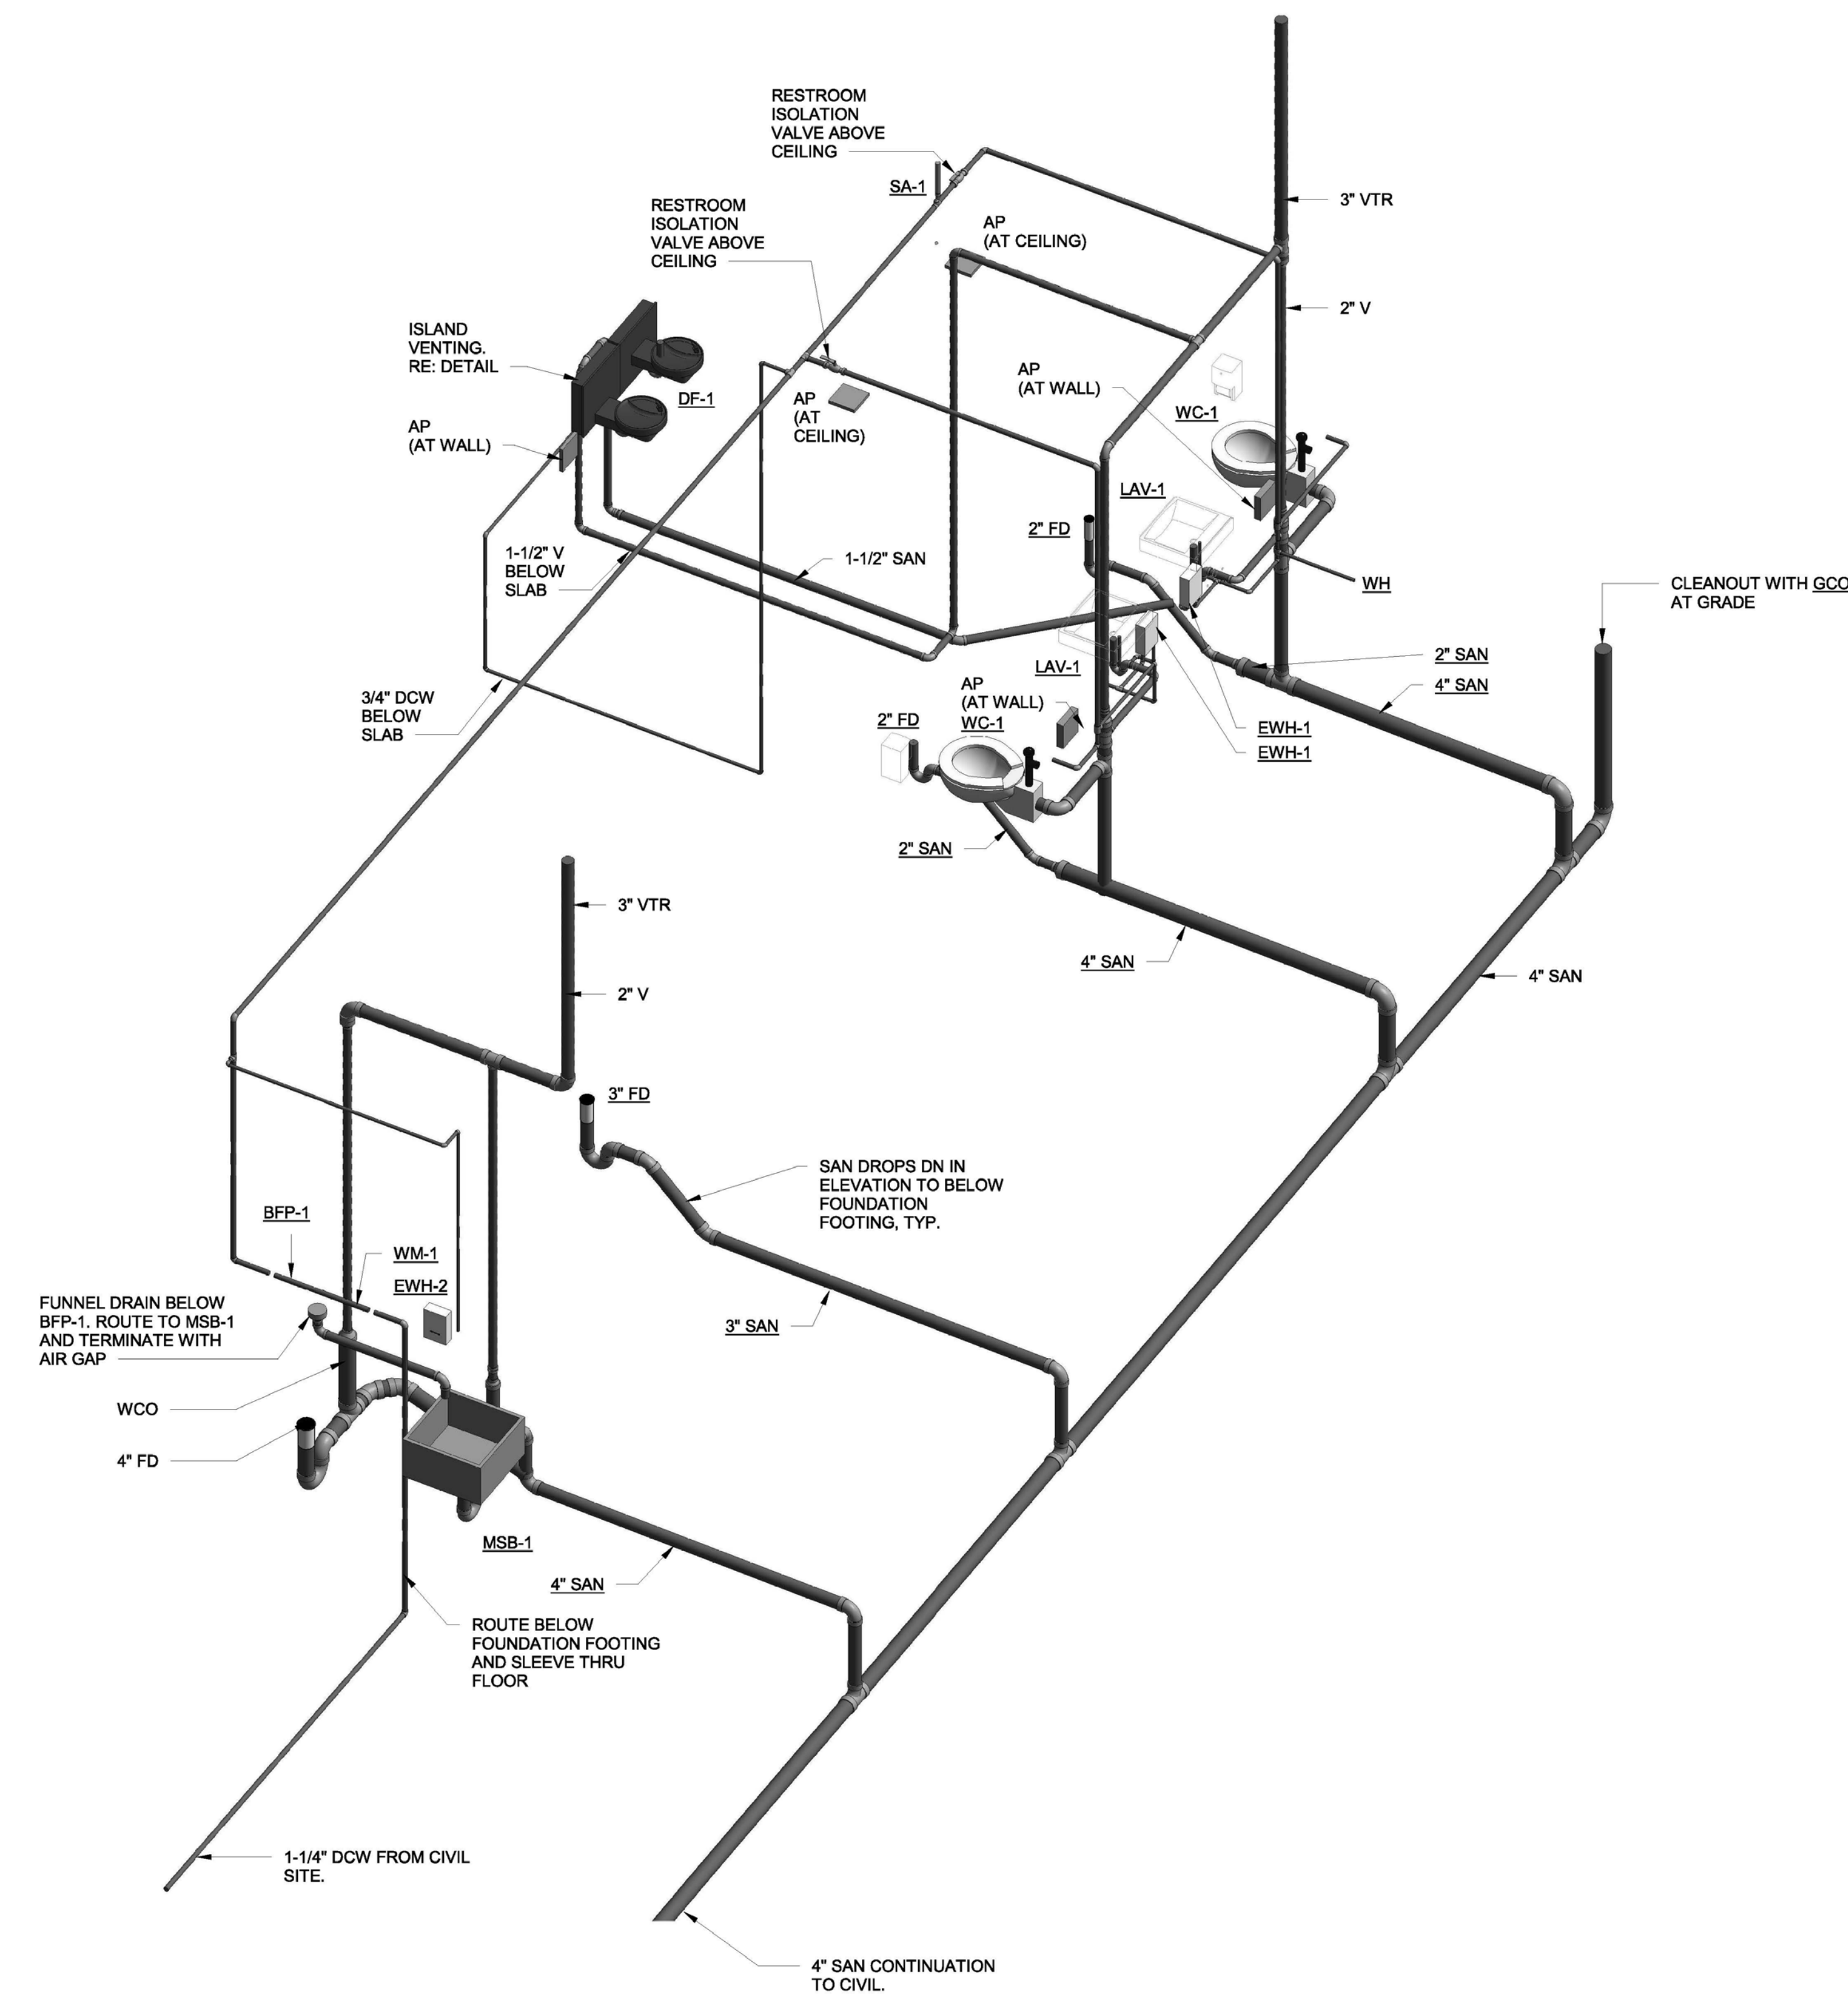 RESTROOM
ISOLATION
VALVE ABOVE
CEILING
SA-1
RESTROOM
ISOLATION
VALVE ABOVE
CEILING
AP
(AT CEILING)
3" VTR
2" V
ISLAND
VENTING.
RE: DETAIL
DF-1
AP
(AT WALL)
AP
(AT
CEILING)
AP
(AT WALL)
WC-1
LAV-1
2" FD
1-1/2" V
BELOW
SLAB
1-1/2" SAN
WH
CLEANOUT WITH GCO
AT GRADE
LAV-1
2" SAN
4" SAN
3/4" DCW
BELOW
SLAB
AP
(AT WALL)
WC-1
2" FD
EWH-1
EWH-1
2" SAN
3" VTR
4" SAN
4" SAN
2" V
3" FD
SAN DROPS DN IN
ELEVATION TO BELOW
FOUNDATION
FOOTING, TYP.
BFP-1
WM-1
EWH-2
FUNNEL DRAIN BELOW
BFP-1. ROUTE TO MSB-1
AND TERMINATE WITH
AIR GAP
3" SAN
WCO
4" FD
MSB-1
4" SAN
ROUTE BELOW
FOUNDATION FOOTING
AND SLEEVE THRU
FLOOR
1-1/4" DCW FROM CIVIL
SITE.
4" SAN CONTINUATION
TO CIVIL.